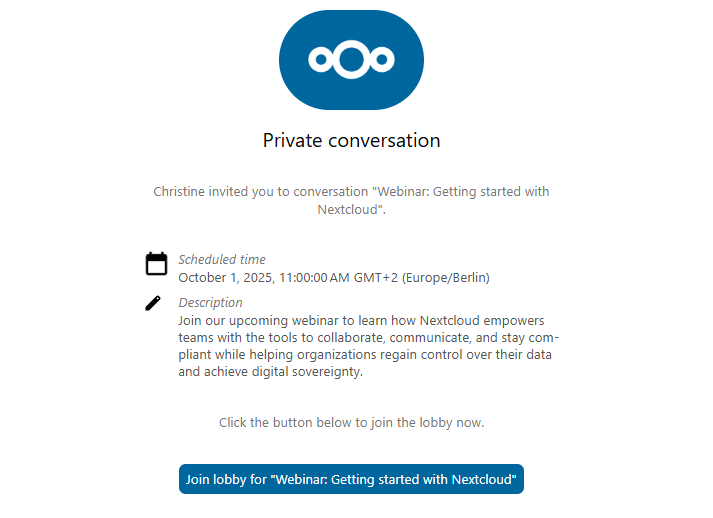 Private conversation
Christine invited you to conversation "Webinar: Getting started with
Nextcloud".
Scheduled time
October 1, 2025, 11:00:00 AM GMT+2 (Europe/Berlin)
Description
Join our upcoming webinar to learn how Nextcloud empowers
teams with the tools to collaborate, communicate, and stay com-
pliant while helping organizations regain control over their data
and achieve digital sovereignty.
Click the button below to join the lobby now.
Join lobby for "Webinar: Getting started with Nextcloud"